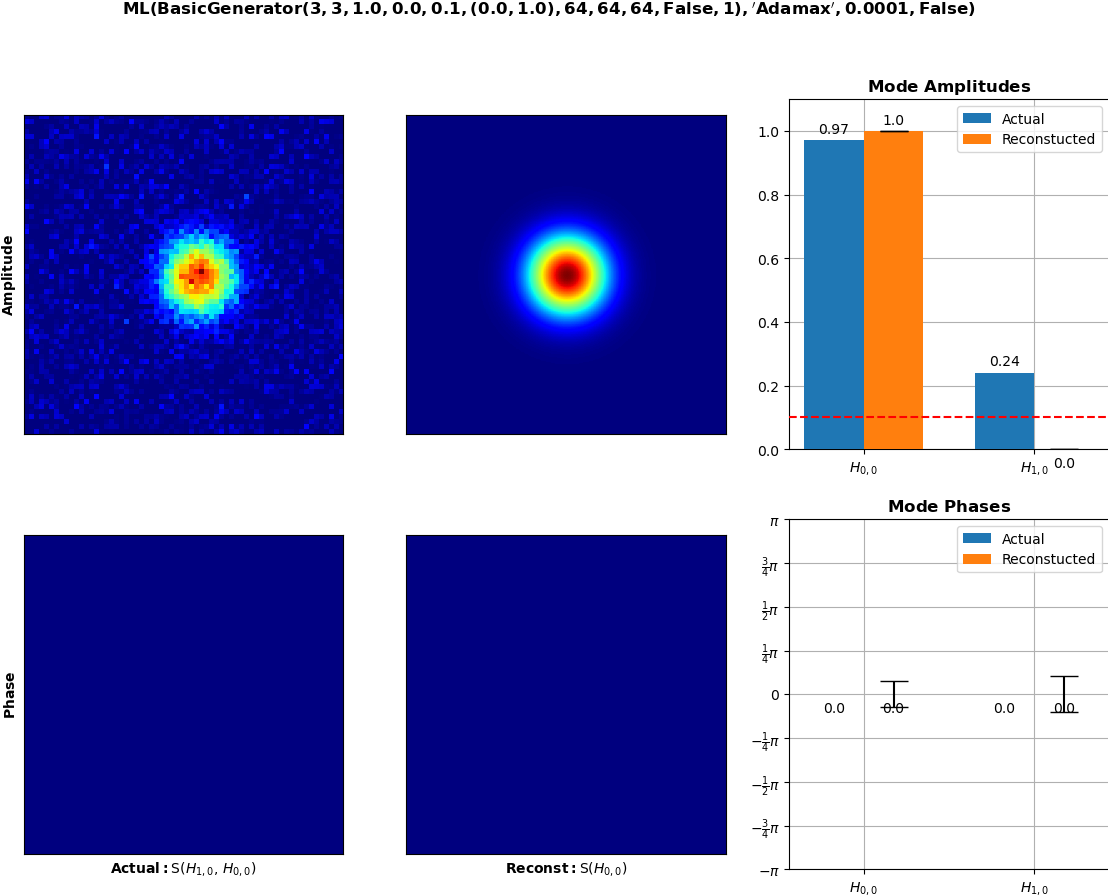 ML(BasicGenerator(3, 3, 1.0, 0.0, 0.1, (0.0, 1.0), 64, 64, 64, False, 1), ′Adamax′, 0.0001, False)
Amplitude
Mode Amplitudes
Actual
Reconstucted
0.97
1.0
0.24
0.0
1.0
0.8
0.6
0.4
0.2
0.0
H0,0
H1,0
Phase
Actual: S(H1,0, H0,0)
Reconst: S(H0,0)
Mode Phases
Actual
Reconstucted
π
3/4π
1/2π
1/4π
0
−1/4π
−1/2π
−3/4π
−π
0.0
0.0
0.0
0.0
H0,0
H1,0